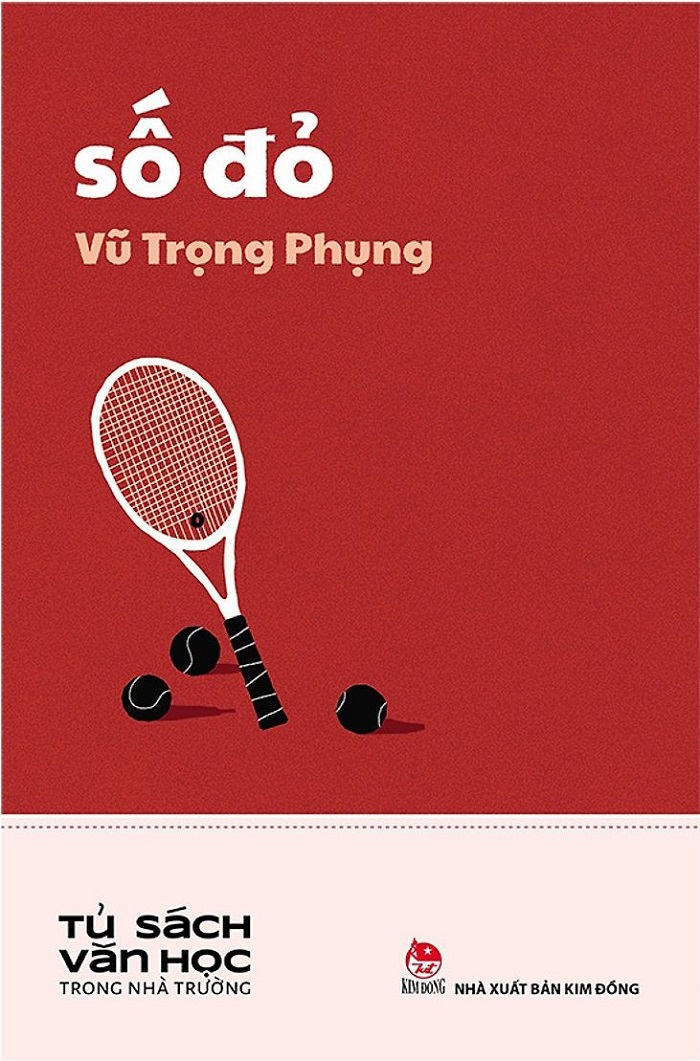 số đỏ
Vũ Trọng Phụng
TỦ SÁCH
VĂN HỌC
TRONG NHÀ TRƯỜNG
KIM ĐỒNG
NHÀ XUẤT BẢN KIM ĐỒNG